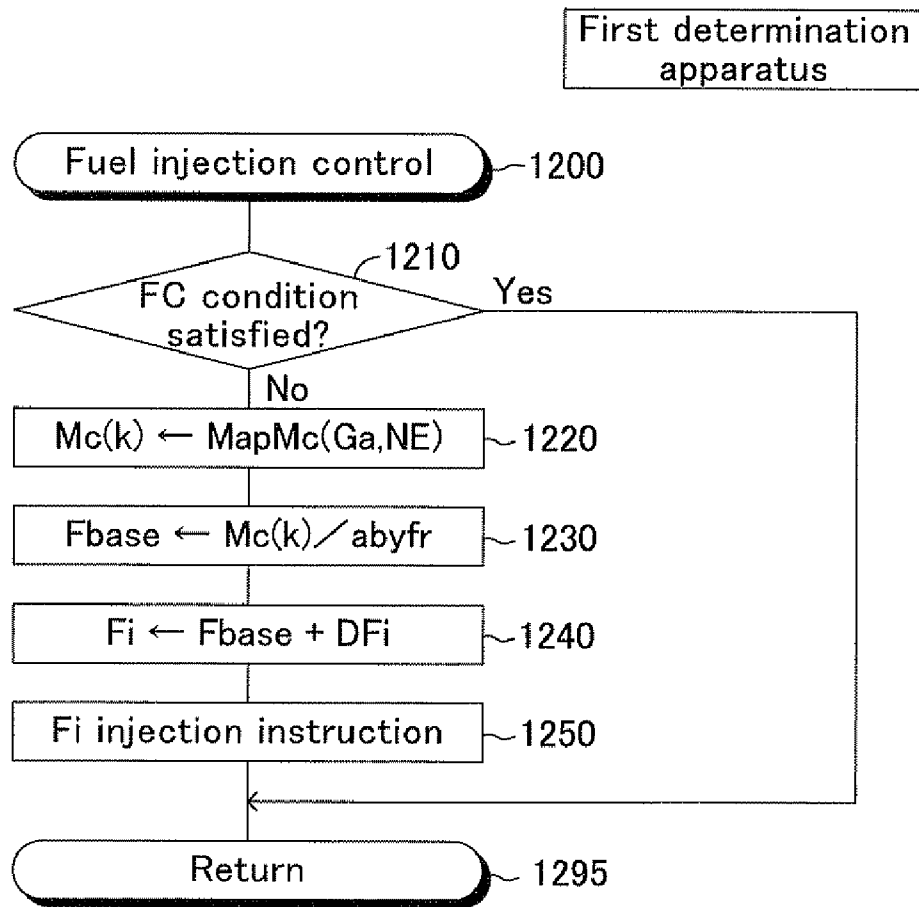 First determination
apparatus
Fuel injection control
1200
1210
FC condition
satisfied?
Yes
No
Mc(k) ← MapMc(Ga,NE)
1220
Fbase ← Mc(k)／abyfr
1230
Fi ← Fbase + DFi
1240
Fi injection instruction
1250
Return
1295